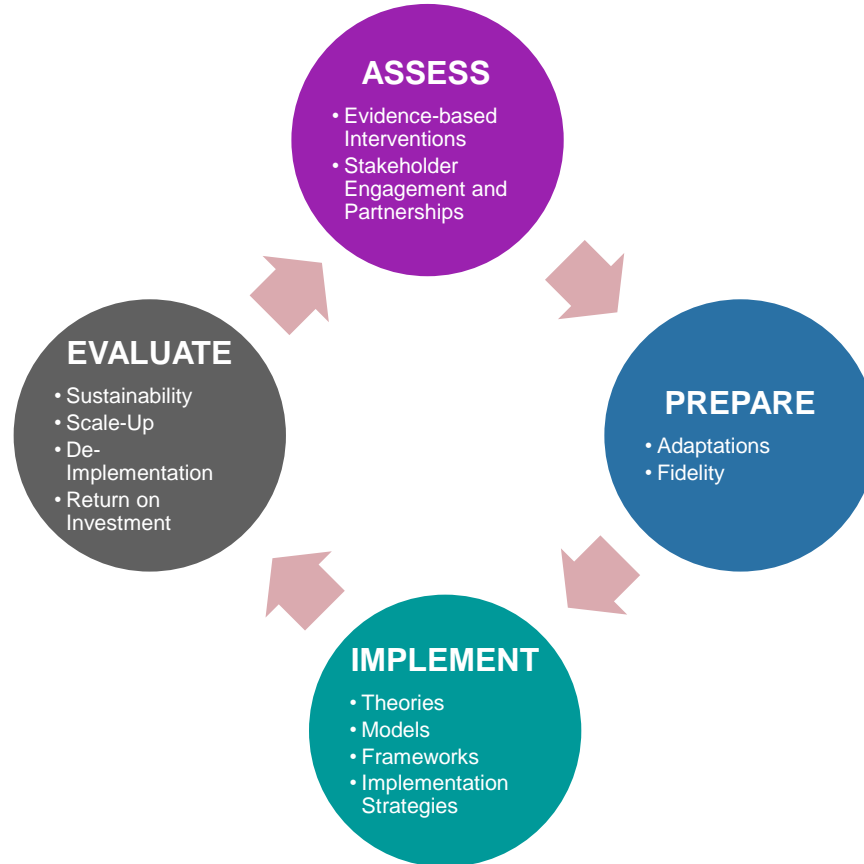 ASSESS
• Evidence-based
Interventions
• Stakeholder
Engagement and
Partnerships
PREPARE
• Adaptations
• Fidelity
IMPLEMENT
• Theories
• Models
• Frameworks
• Implementation
Strategies
EVALUATE
• Sustainability
• Scale-Up
• De-
Implementation
• Return on
Investment